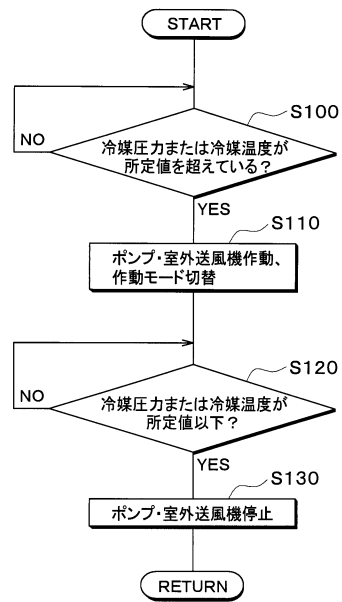 START
S100
冷媒圧力または冷媒温度が
所定値を超えている？
NO
YES
S110
ポンプ・室外送風機作動、
作動モード切替
S120
冷媒圧力または冷媒温度が
所定値以下？
NO
YES
S130
ポンプ・室外送風機停止
RETURN